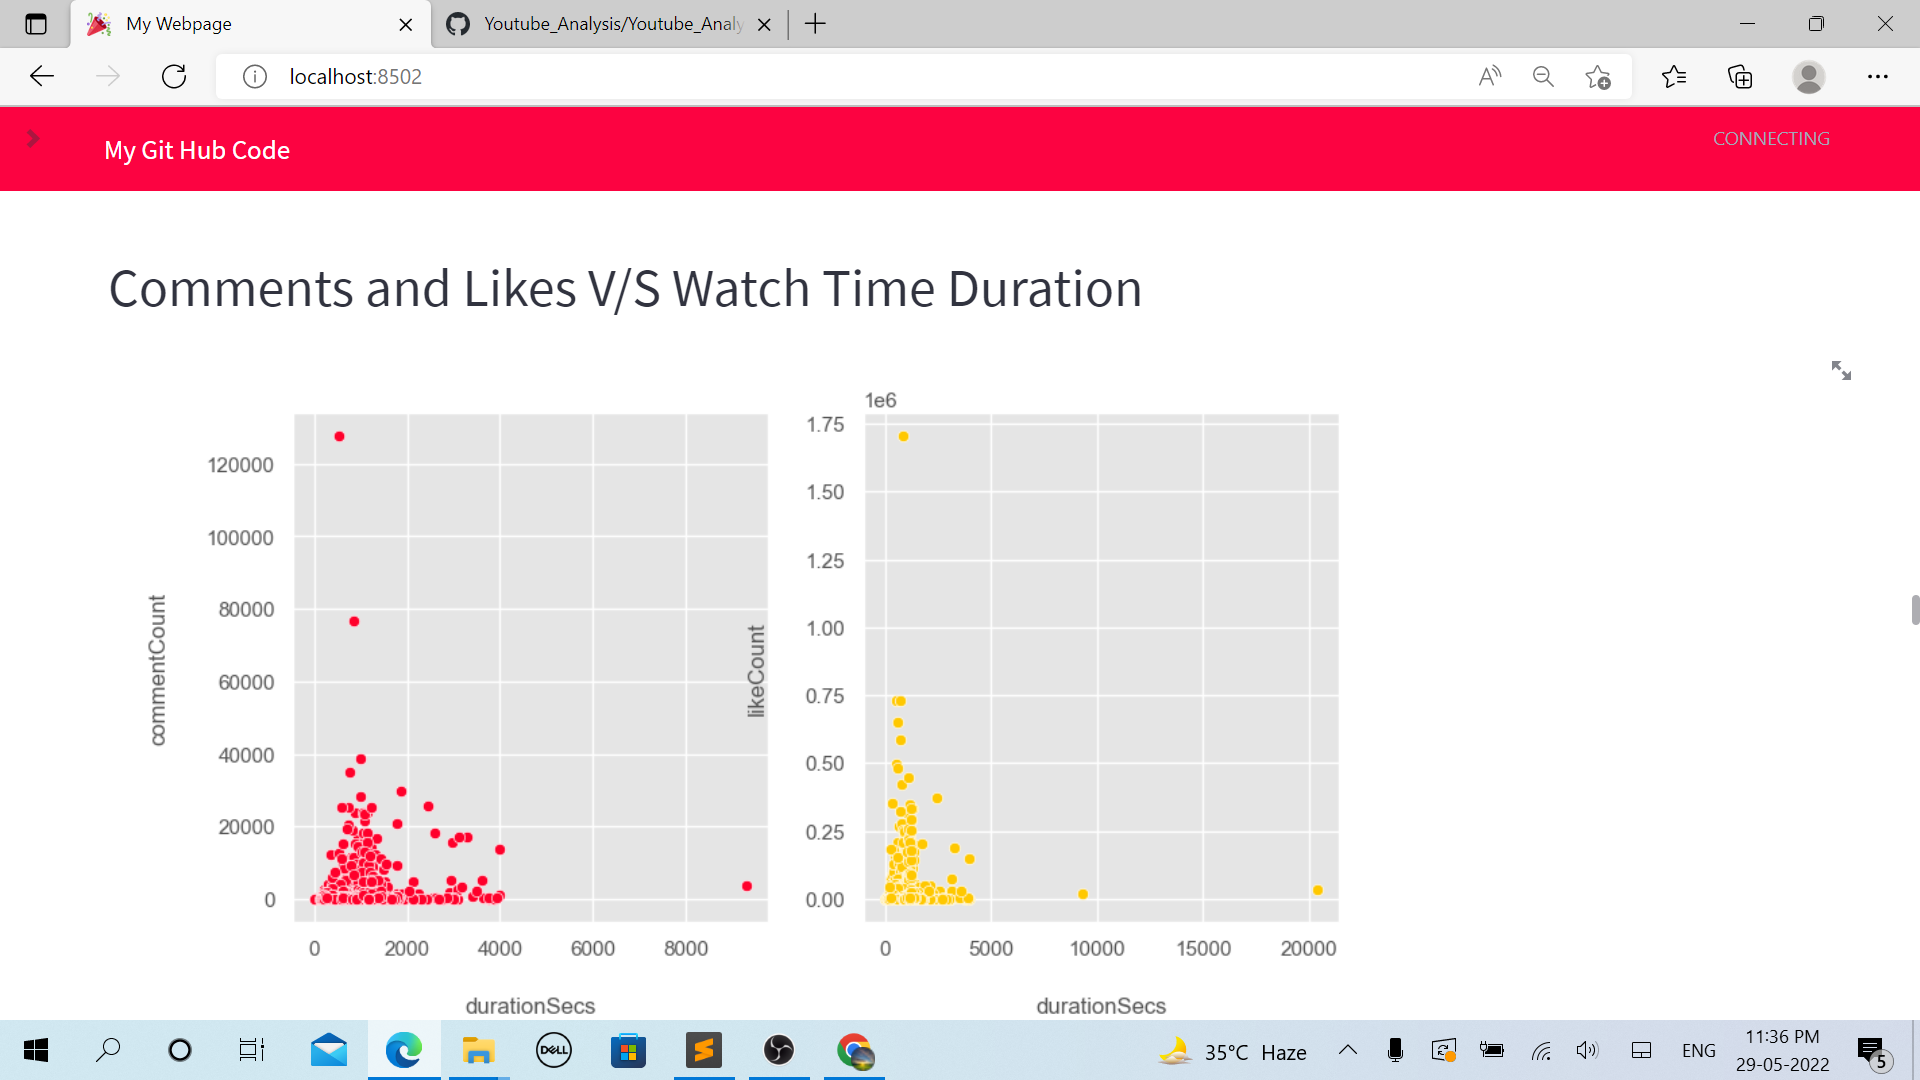 My Webpage
Youtube_Analysis/Youtube_Analy
localhost:8502
My Git Hub Code
CONNECTING
Comments and Likes V/S Watch Time Duration
commentCount
120000
100000
80000
60000
40000
20000
0
0 2000 4000 6000 8000
durationSecs
1e6
likeCount
1.75
1.50
1.25
1.00
0.75
0.50
0.25
0.00
0 5000 10000 15000 20000
durationSecs
DELL
35°C Haze
ENG
11:36 PM
29-05-2022
5